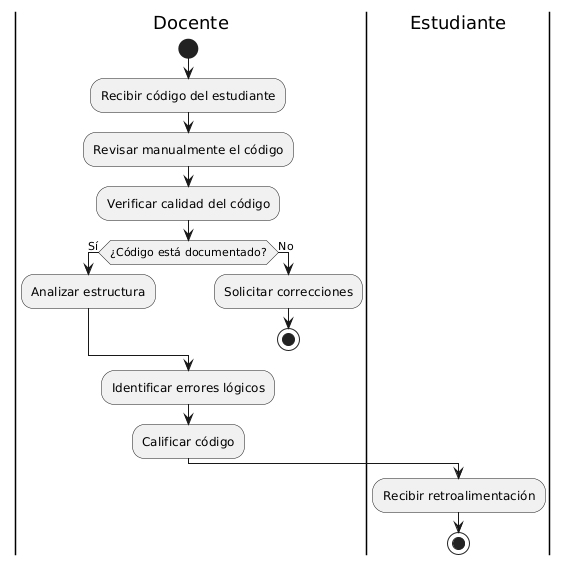 Docente
Estudiante
Recibir código del estudiante
Revisar manualmente el código
Verificar calidad del código
Sí
¿Código está documentado?
No
Analizar estructura
Solicitar correcciones
Identificar errores lógicos
Calificar código
Recibir retroalimentación